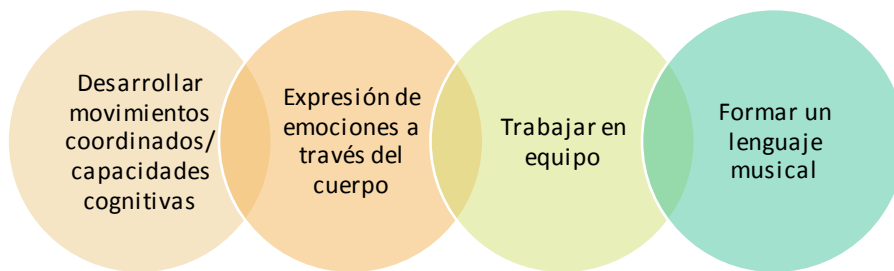 Desarrollar
movimientos
coordinados/
capacidades
cognitivas
Expresión de
emociones a
través del
cuerpo
Trabajar en
equipo
Formar un
lenguaje
musical